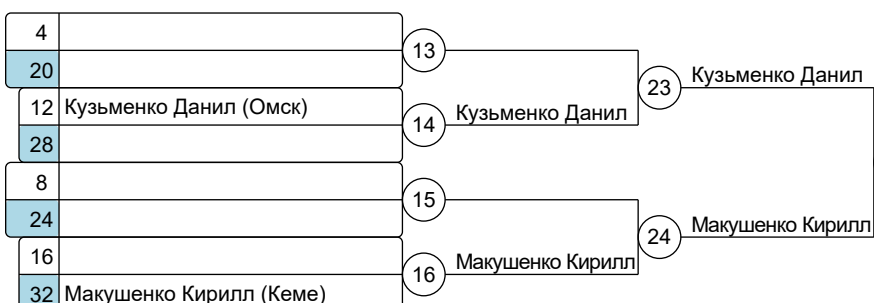 4
13
20
23 Кузьменко Данил
12 Кузьменко Данил (Омск)
14 Кузьменко Данил
28
8
15
24
24 Макушенко Кирилл
16
16 Макушенко Кирилл
32 Макушенко Кирилл (Кеме)